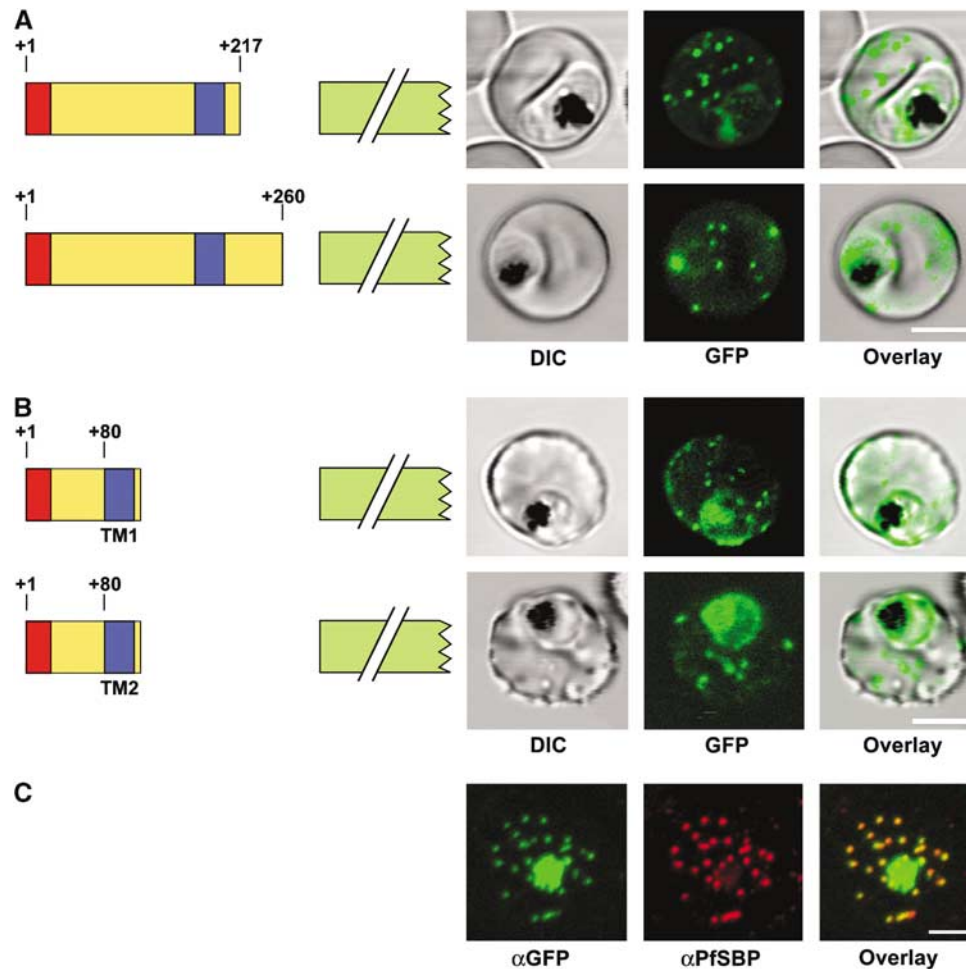 A
+1 +217
+1 +260
DIC GFP Overlay
B
+1 +80
TM1
+1 +80
TM2
DIC GFP Overlay
C
αGFP αPfSBP Overlay